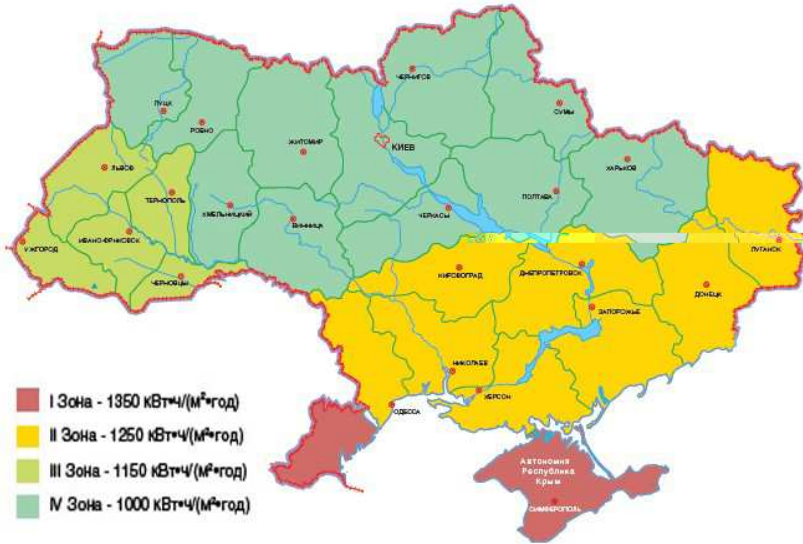 ЧЕРНИГОВ
ЛУЦК
РОВНО
СУМЫ
ЖИТОМИР
КИЕВ
ХАРЬКОВ
ЛЬВОВ
ТЕРНОПОЛЬ
ХМЕЛЬНИЦКИЙ
ВИННИЦА
ЧЕРКАСЫ
ПОЛТАВА
УЖГОРОД
ИВАНО-ФРНКОВСК
ЛУГАНСК
ЧЕРНОВЦЫ
КИРОВОГРАД
ДНЕПРОПЕТРОВСК
ДОНЕЦК
ЗАПОРОЖЬЕ
НИКОЛАЕВ
ХЕРСОН
ОДЕССА
I Зона - 1350 кВт•ч/(м²•год)
II Зона - 1250 кВт•ч/(м²•год)
III Зона - 1150 кВт•ч/(м²•год)
IV Зона - 1000 кВт•ч/(м²•год)
Автономия
Республика
Крым
СИМФЕРОПОЛЬ